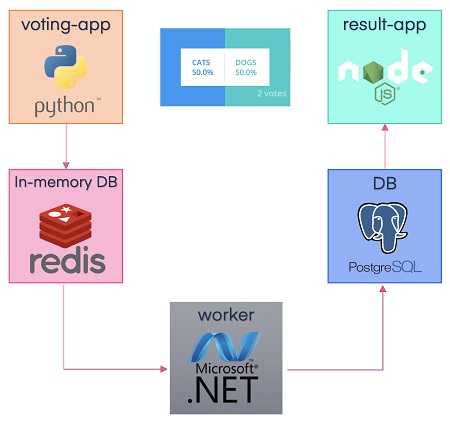 voting-app
python™
CATS
50.0%
DOGS
50.0%
2 votes
result-app
node
JS®
In-memory DB
redis
DB
PostgreSQL
worker
Microsoft®
.NET